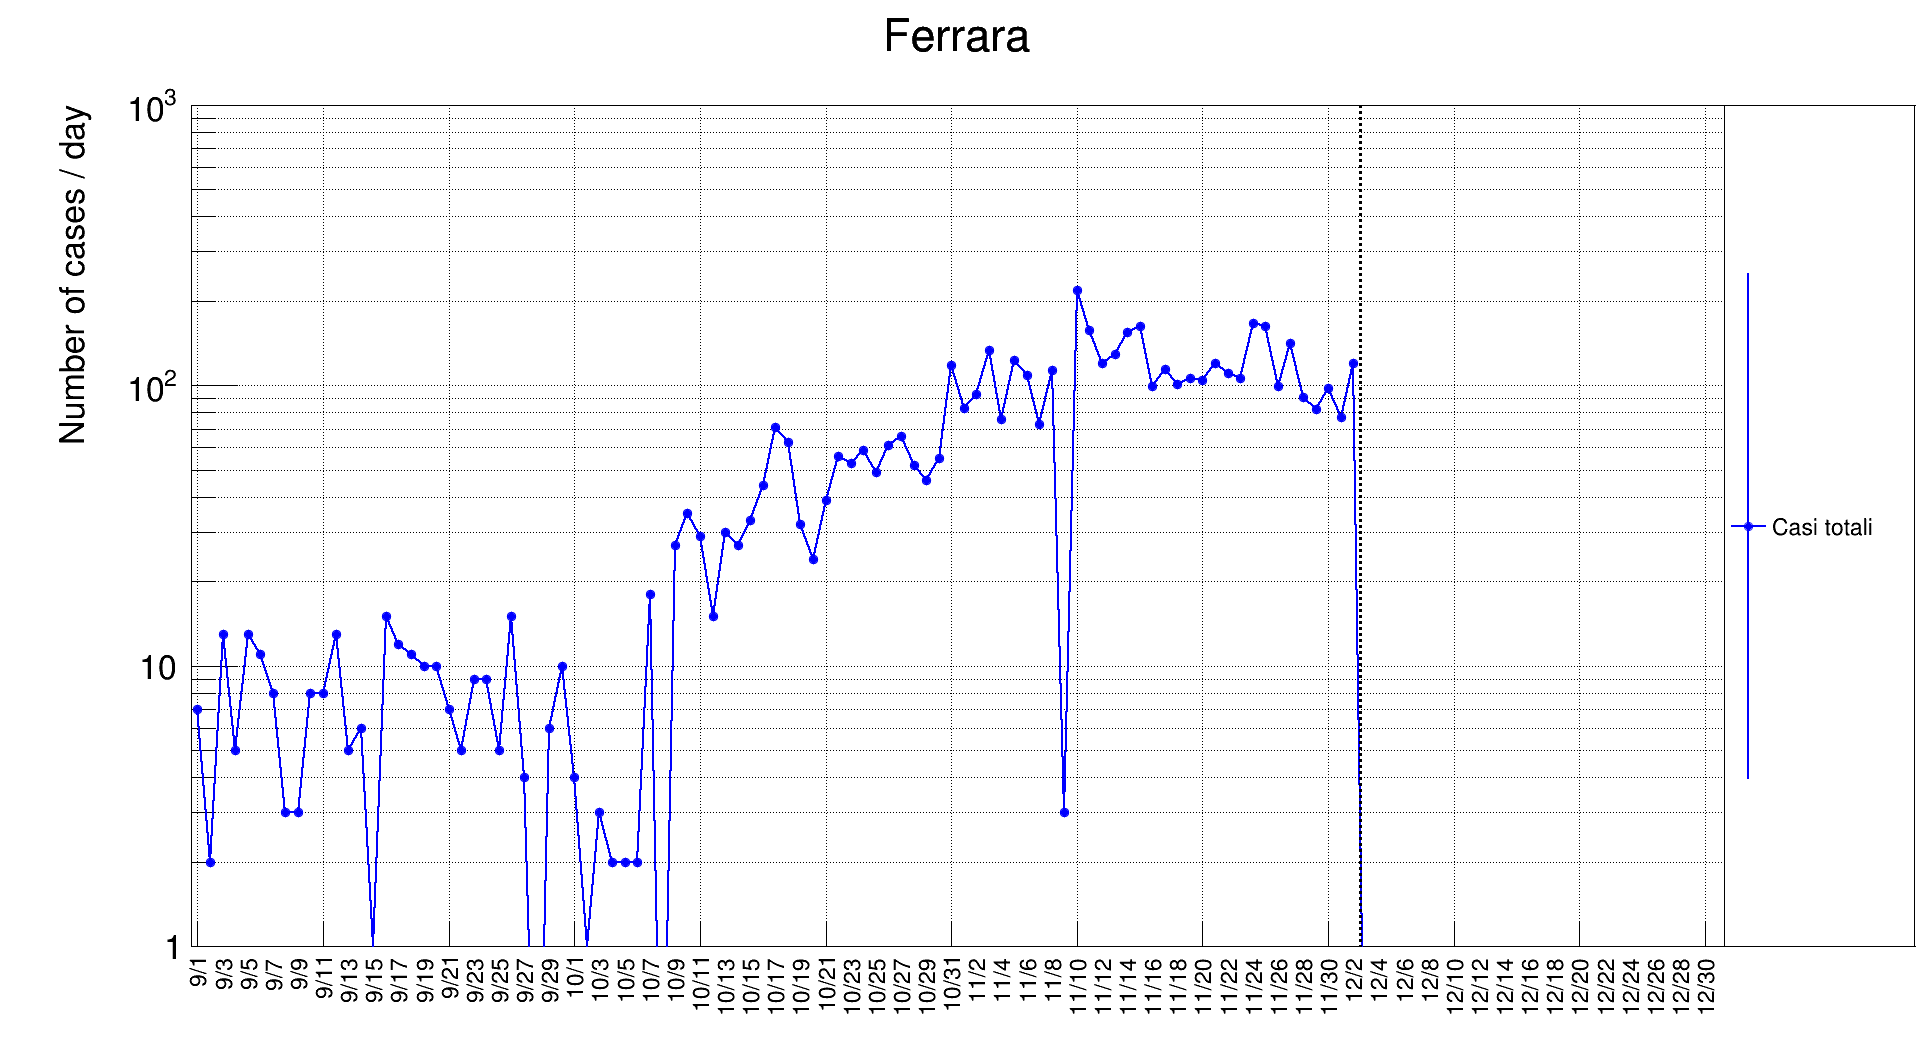 Ferrara
Number of cases / day
10³
10²
10
1
9/1 9/3 9/5 9/7 9/9 9/11 9/13 9/15 9/17 9/19 9/21 9/23 9/25 9/27 9/29 10/1 10/3 10/5 10/7 10/9 10/11 10/13 10/15 10/17 10/19 10/21 10/23 10/25 10/27 10/29 10/31 11/2 11/4 11/6 11/8 11/10 11/12 11/14 11/16 11/18 11/20 11/22 11/24 11/26 11/28 11/30 12/2 12/4 12/6 12/8 12/10 12/12 12/14 12/16 12/18 12/20 12/22 12/24 12/26 12/28 12/30
Casi totali